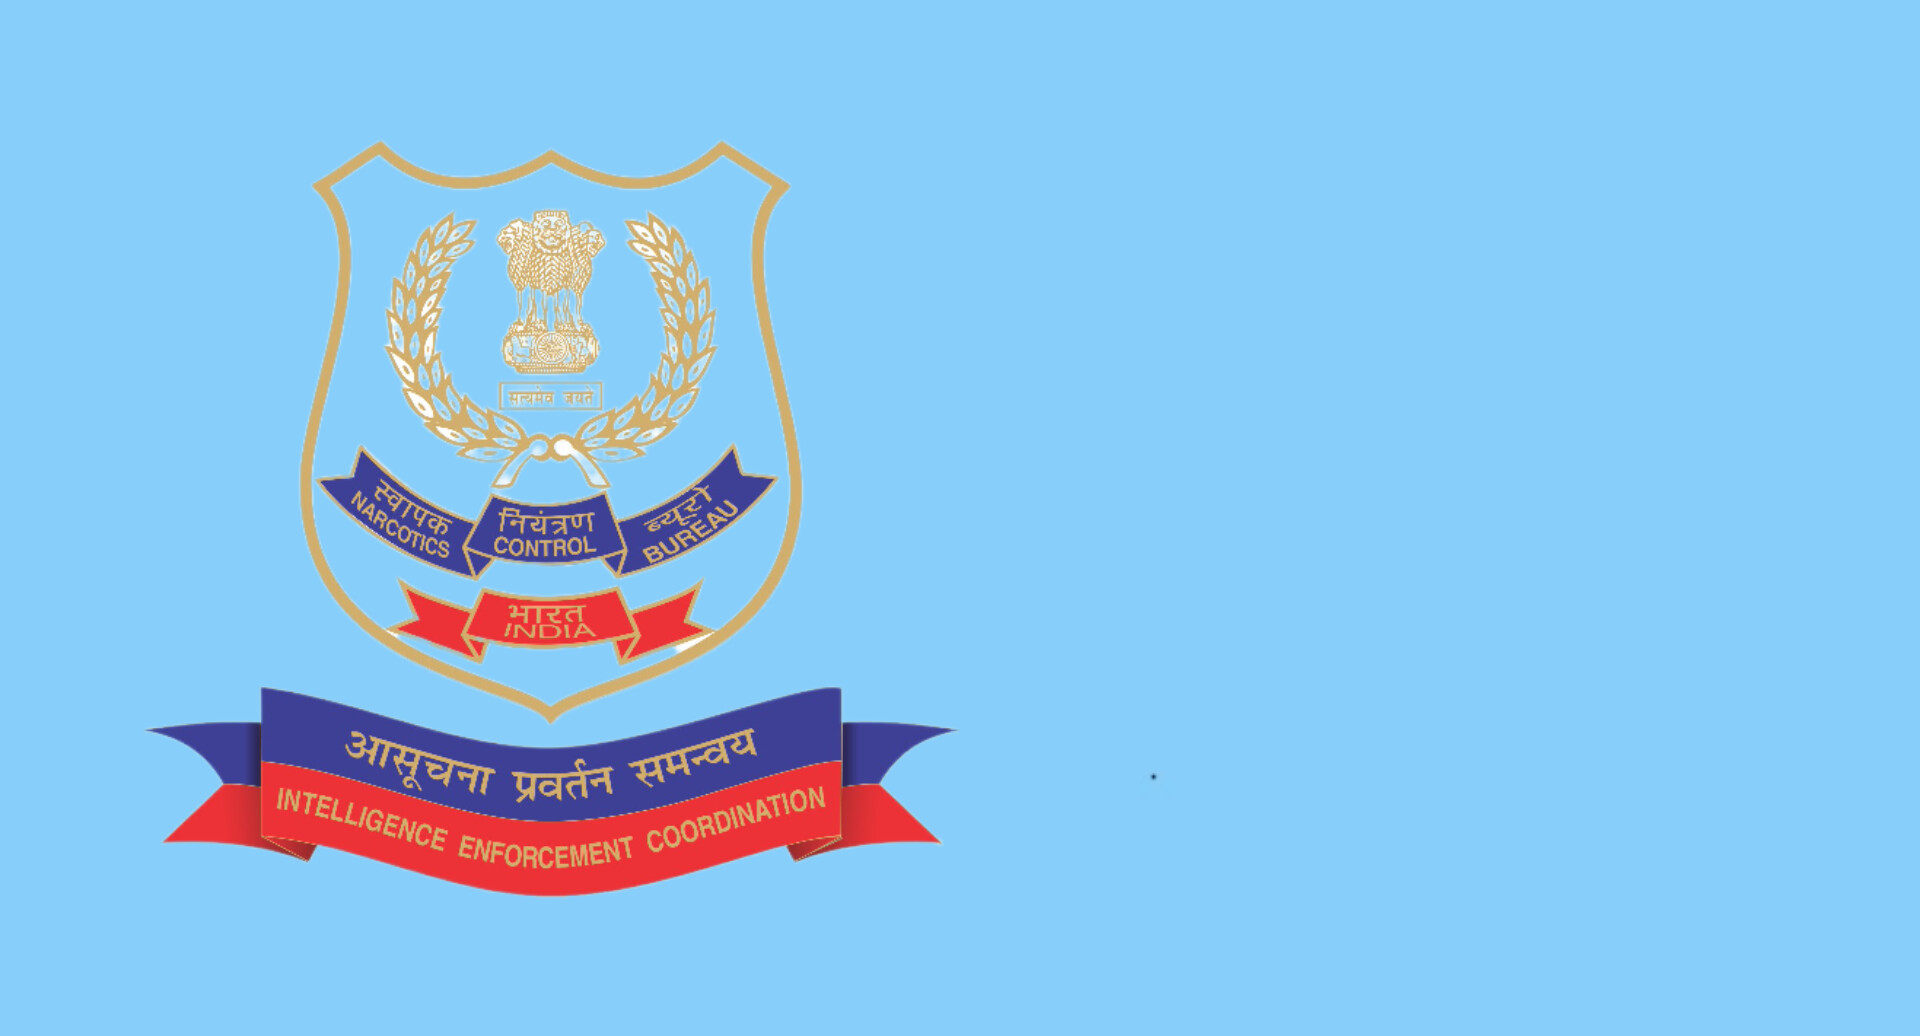 सत्यमेव जयते
स्वापक नियंत्रण ब्यूरो
NARCOTICS CONTROL BUREAU
भारत
INDIA
आसूचना प्रवर्तन समन्वय
INTELLIGENCE ENFORCEMENT COORDINATION